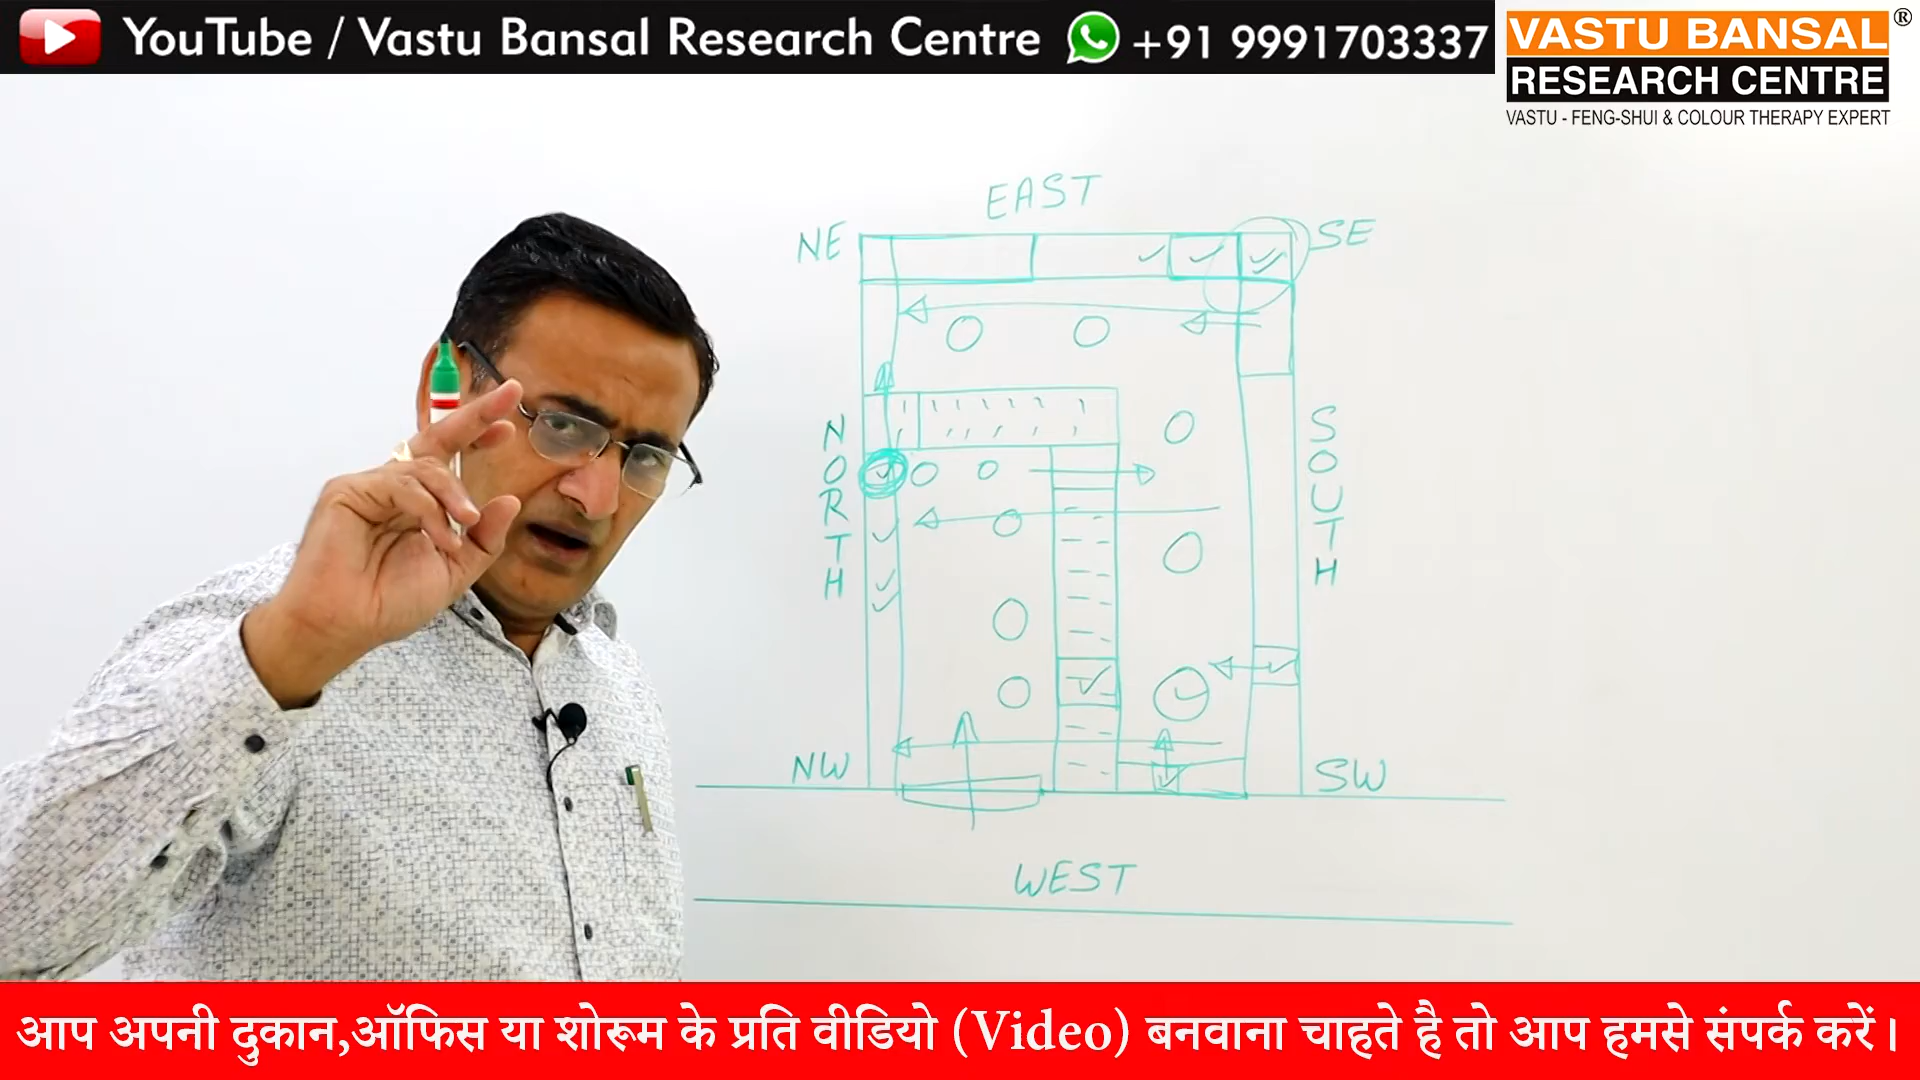 YouTube / Vastu Bansal Research Centre +91 9991703337
VASTU BANSAL®
RESEARCH CENTRE
VASTU - FENG-SHUI & COLOUR THERAPY EXPERT
EAST
NE
SE
NORTH
SOUTH
NW
SW
WEST
आप अपनी दुकान,ऑफिस या शोरूम के प्रति वीडियो (Video) बनवाना चाहते है तो आप हमसे संपर्क करें।